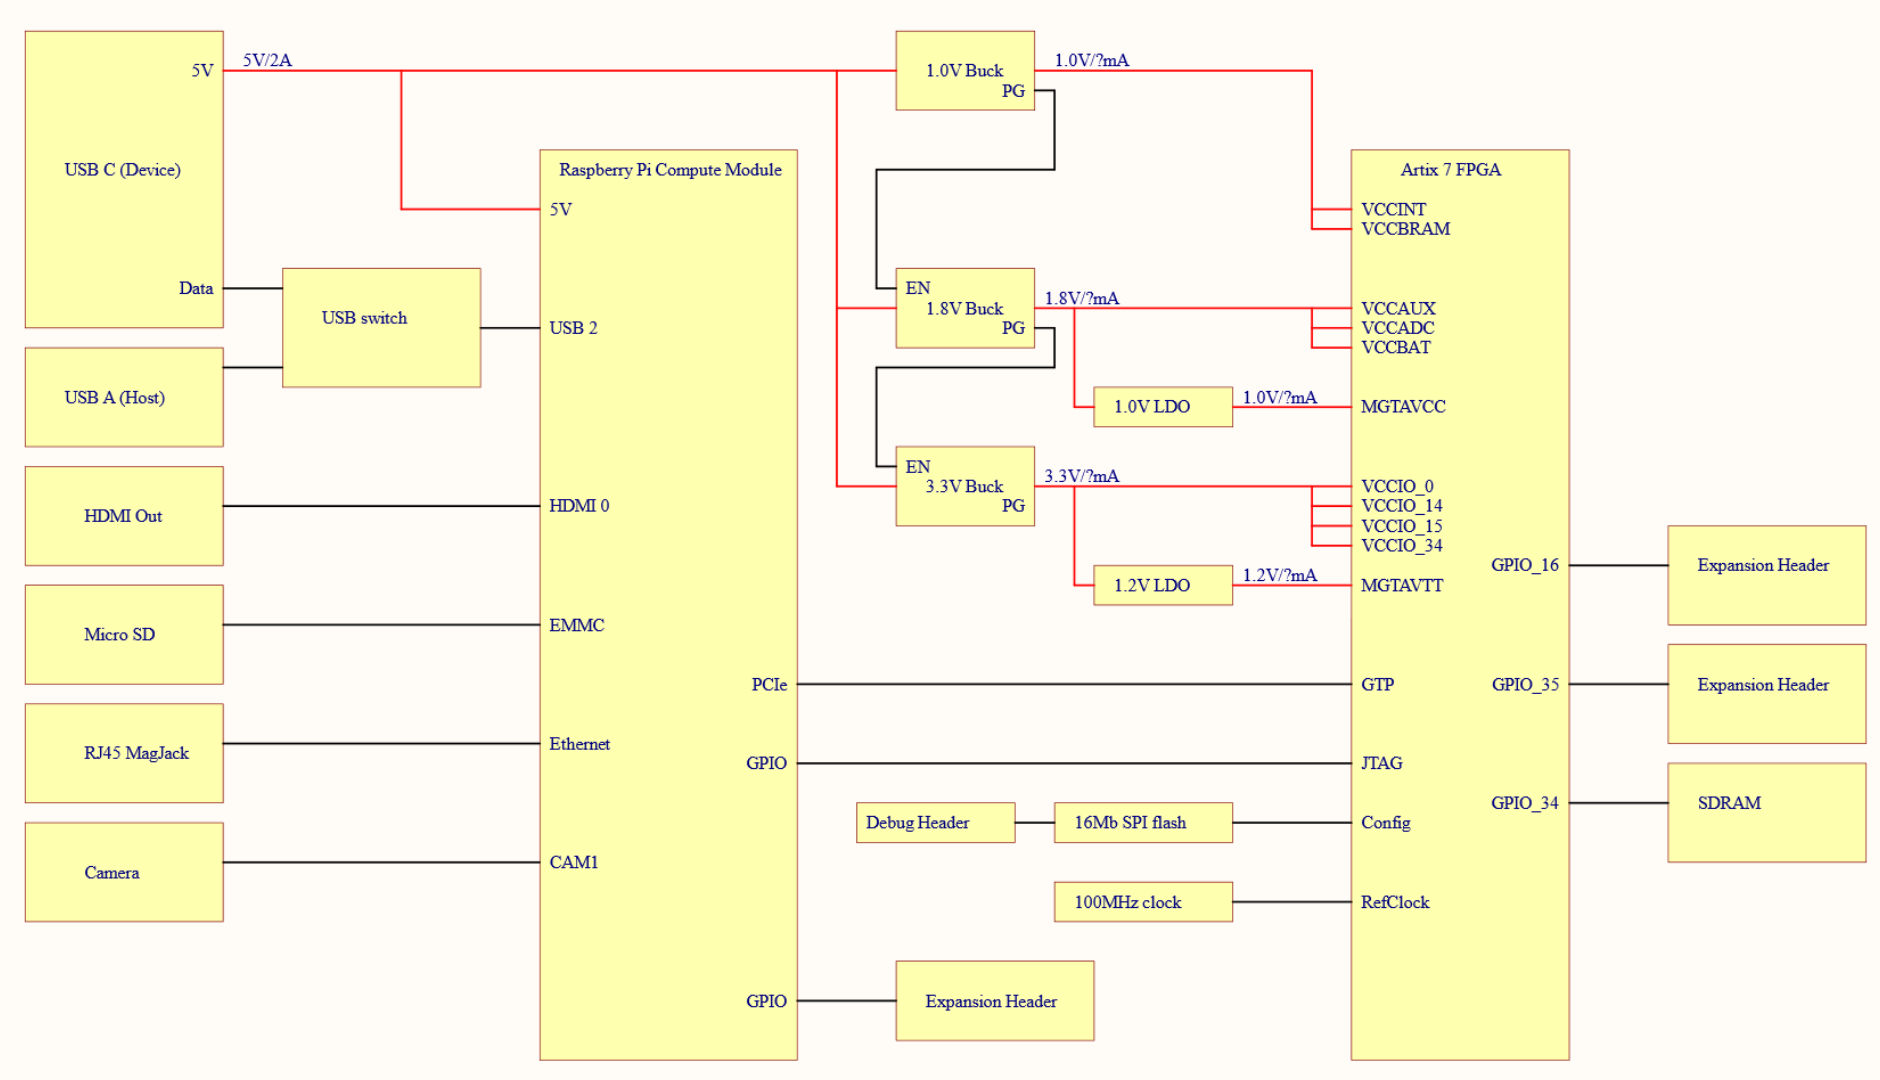 5V
5V/2A
USB C (Device)
Data
USB switch
USB A (Host)
HDMI Out
Micro SD
RJ45 MagJack
Camera
Raspberry Pi Compute Module
5V
USB 2
HDMI 0
EMMC
PCIe
Ethernet
GPIO
CAM1
GPIO
1.0V Buck
PG
1.0V/?mA
EN
1.8V Buck
PG
1.8V/?mA
1.0V LDO
1.0V/?mA
EN
3.3V Buck
PG
3.3V/?mA
1.2V LDO
1.2V/?mA
Debug Header
16Mb SPI flash
100MHz clock
Expansion Header
Artix 7 FPGA
VCCINT
VCCBRAM
VCCAUX
VCCADC
VCCBAT
MGTAVCC
VCCIO_0
VCCIO_14
VCCIO_15
VCCIO_34
GPIO_16
MGTAVTT
GTP
GPIO_35
JTAG
GPIO_34
Config
RefClock
Expansion Header
Expansion Header
SDRAM